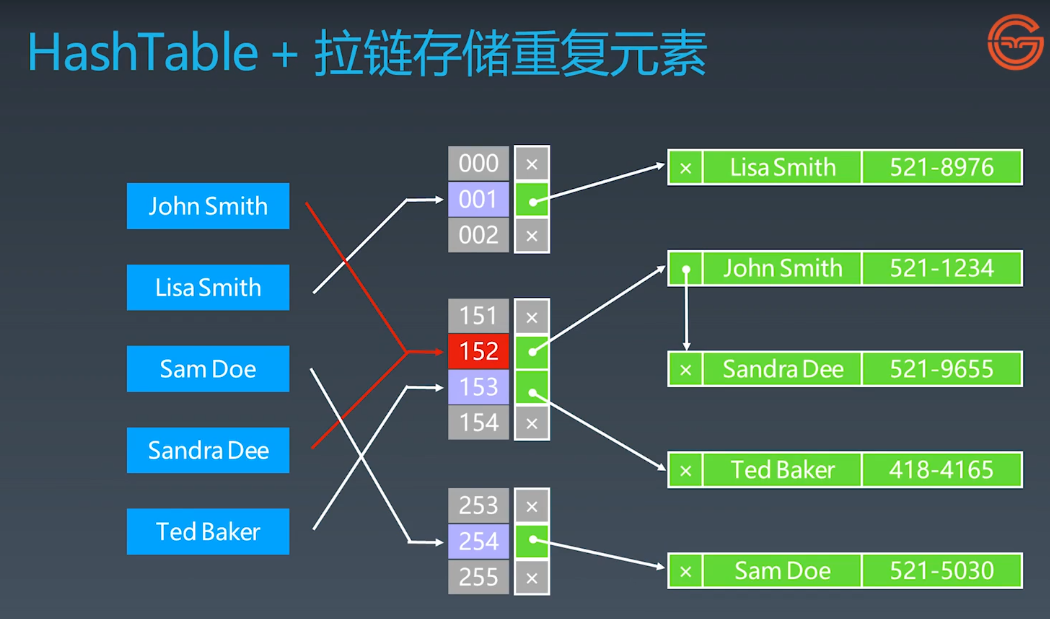 HashTable + 拉链存储重复元素
John Smith
Lisa Smith
Sam Doe
Sandra Dee
Ted Baker
000 ×
001
002 ×
151 ×
152
153
154 ×
253 ×
254
255 ×
× Lisa Smith 521-8976
John Smith 521-1234
× Sandra Dee 521-9655
× Ted Baker 418-4165
× Sam Doe 521-5030